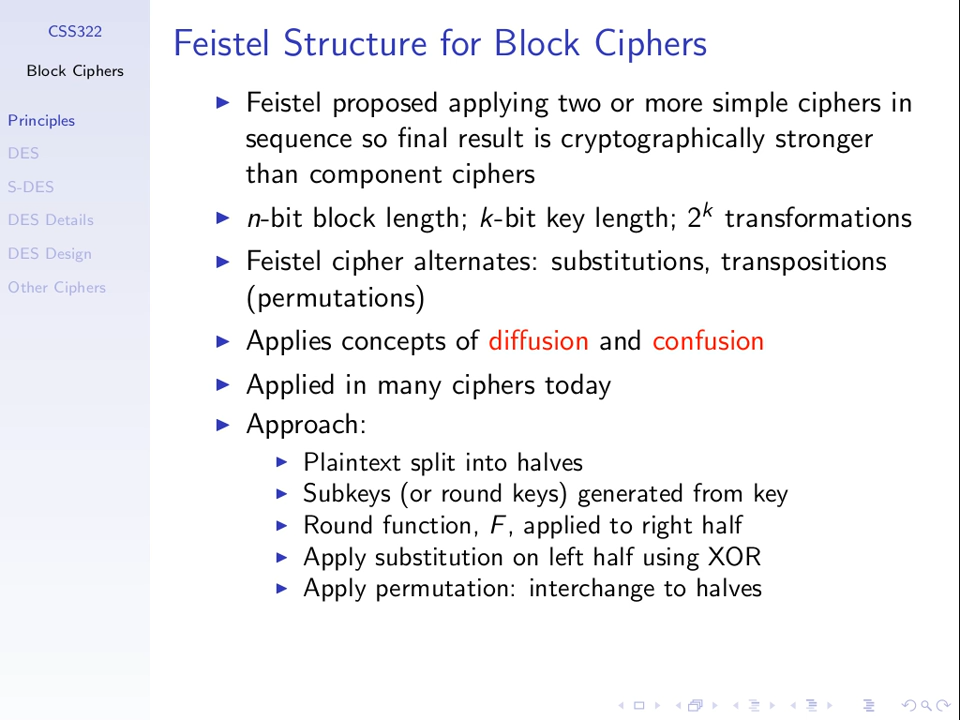 CSS322
Block Ciphers
Principles
DES
S-DES
DES Details
DES Design
Other Ciphers
Feistel Structure for Block Ciphers
Feistel proposed applying two or more simple ciphers in
sequence so final result is cryptographically stronger
than component ciphers
n-bit block length; k-bit key length; 2^k transformations
Feistel cipher alternates: substitutions, transpositions
(permutations)
Applies concepts of diffusion and confusion
Applied in many ciphers today
Approach:
Plaintext split into halves
Subkeys (or round keys) generated from key
Round function, F, applied to right half
Apply substitution on left half using XOR
Apply permutation: interchange to halves